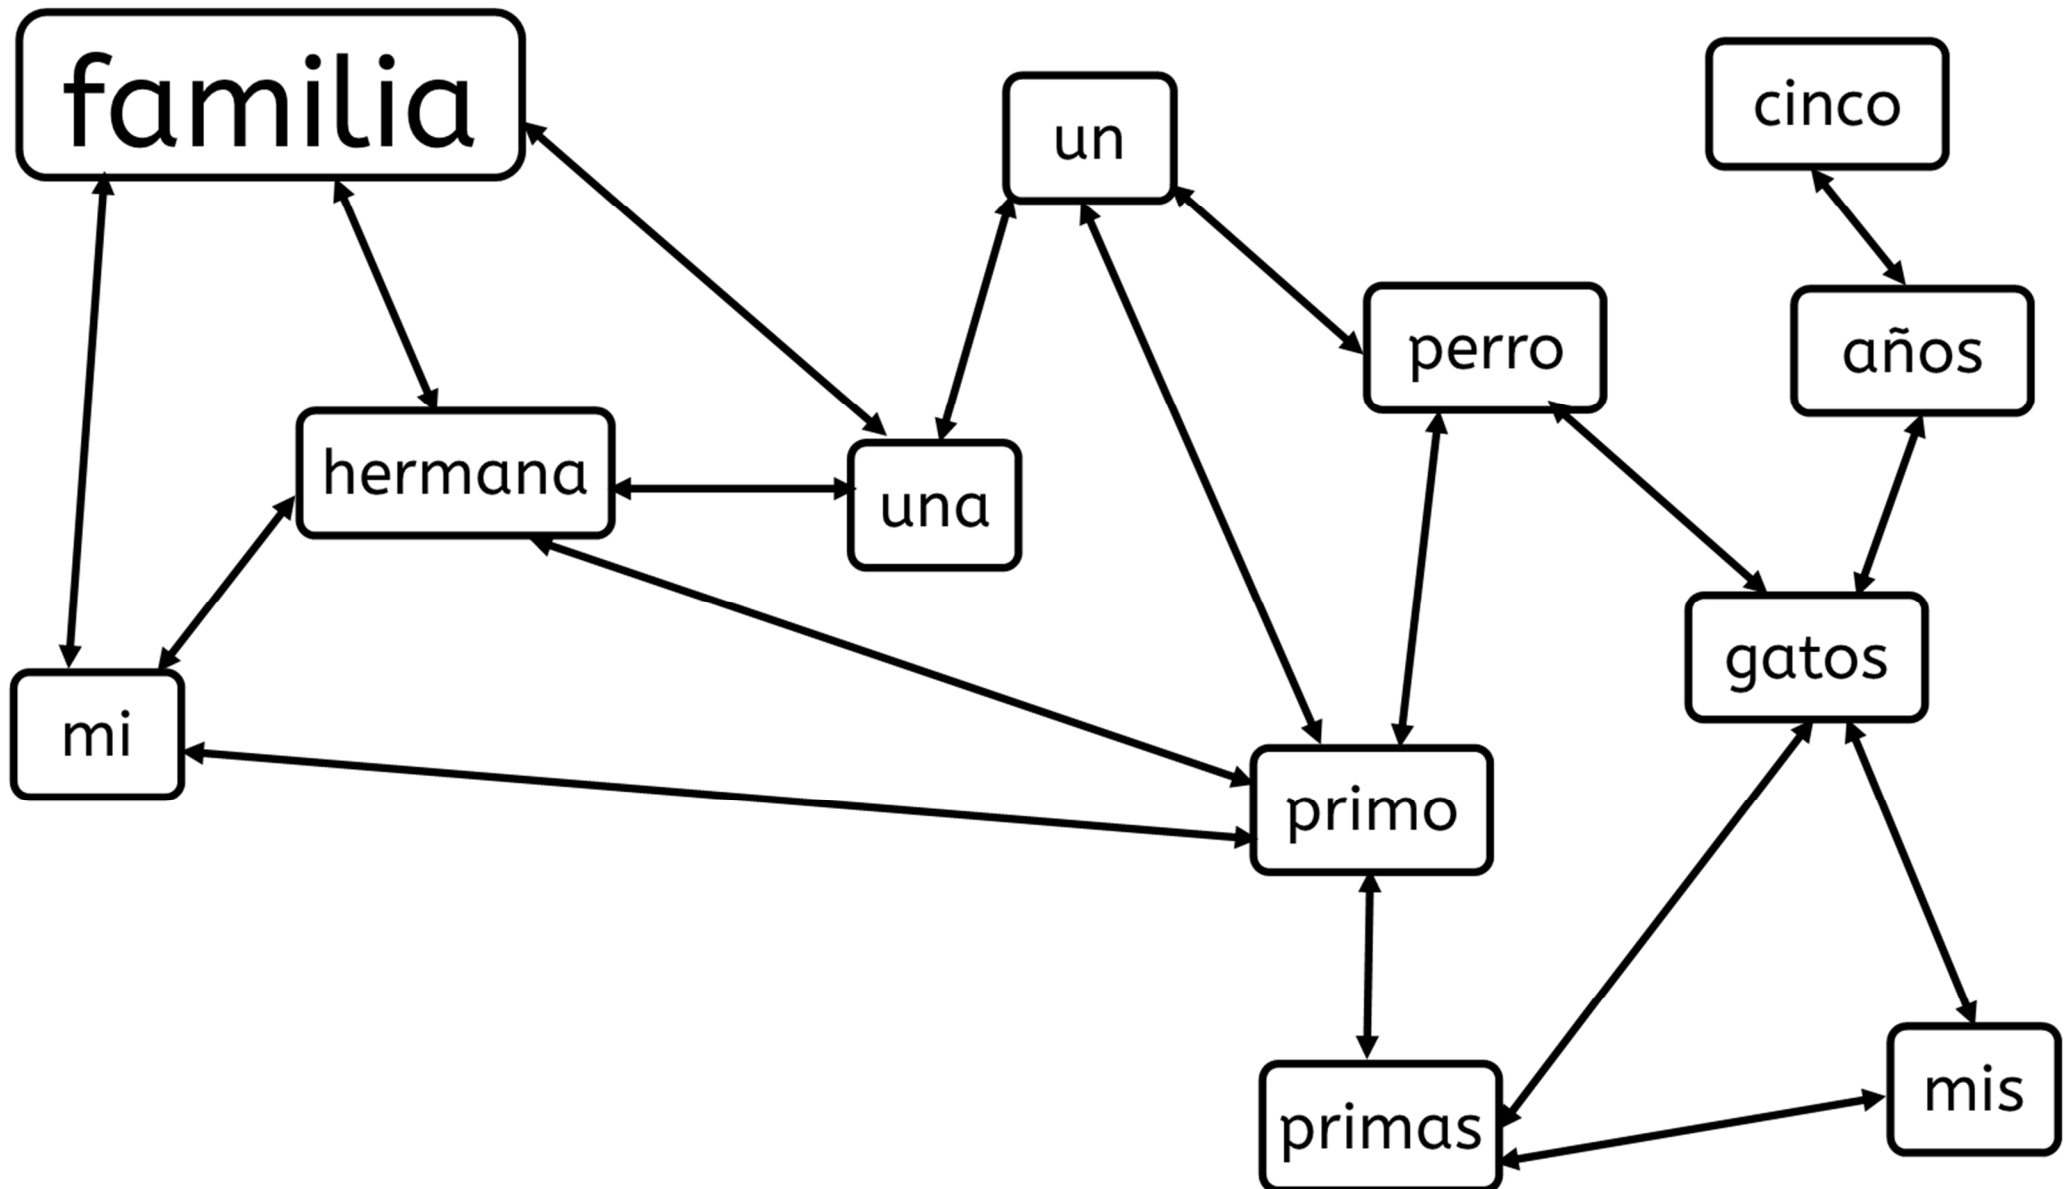 familia
un
cinco
perro
años
hermana
una
gatos
mi
primo
mis
primas